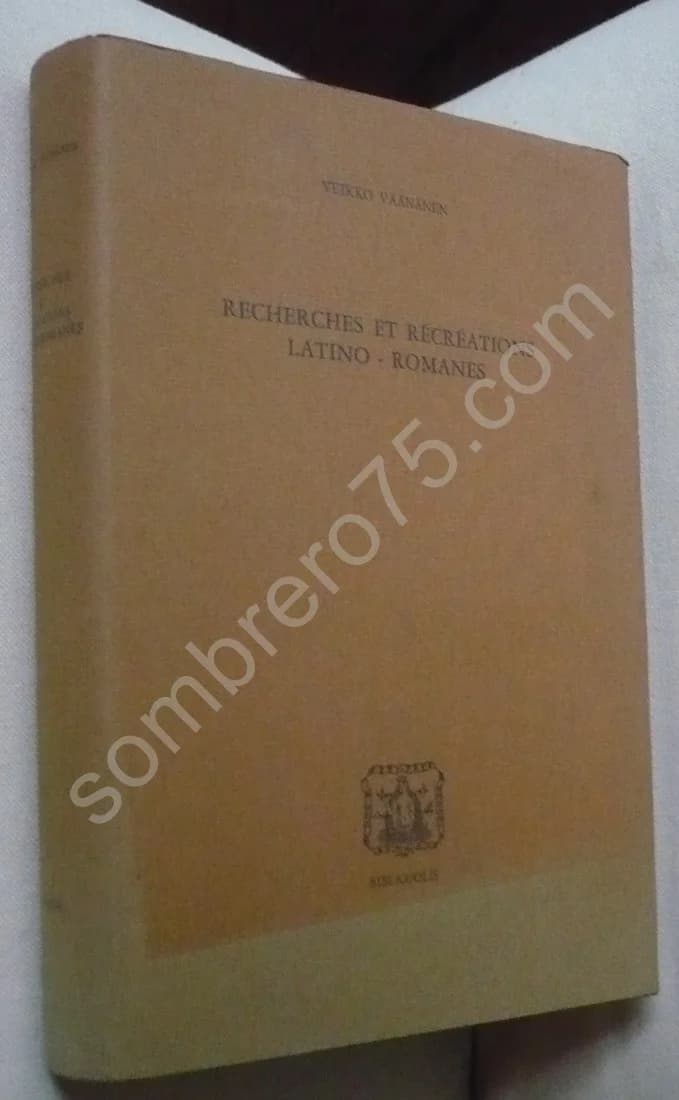 VEIKKO VÄÄNÄNEN
RECHERCHES ET RÉCRÉATIONS
LATINO - ROMANES
BIBLIOPOLIS
sombrero75.com